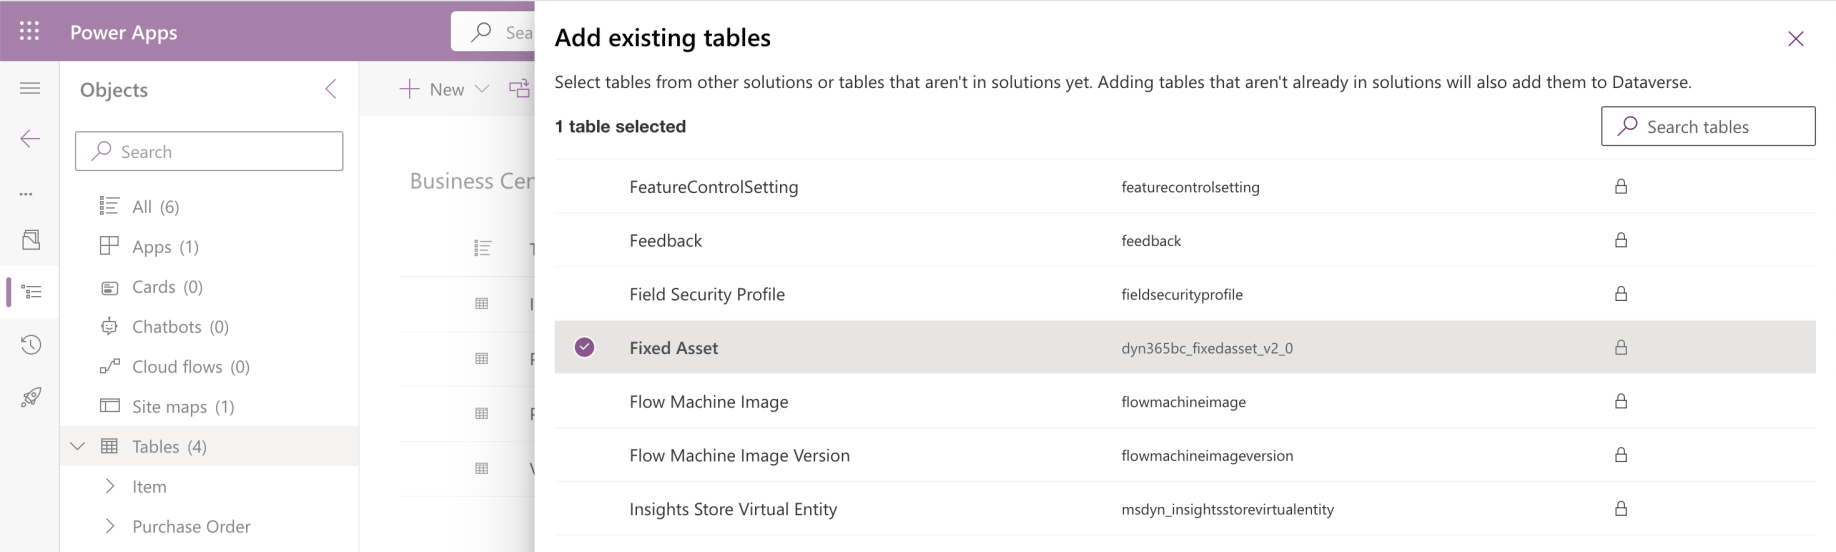 Power Apps
Sea
Objects
Search
All (6)
Apps (1)
Cards (0)
Chatbots (0)
Cloud flows (0)
Site maps (1)
Tables (4)
Item
Purchase Order
New
Business Cen
Add existing tables
Select tables from other solutions or tables that aren't in solutions yet. Adding tables that aren't already in solutions will also add them to Dataverse.
1 table selected
Search tables
FeatureControlSetting featurecontrolsetting
Feedback feedback
Field Security Profile fieldsecurityprofile
Fixed Asset dyn365bc_fixedasset_v2_0
Flow Machine Image flowmachineimage
Flow Machine Image Version flowmachineimageversion
Insights Store Virtual Entity msdyn_insightsstorevirtualentity